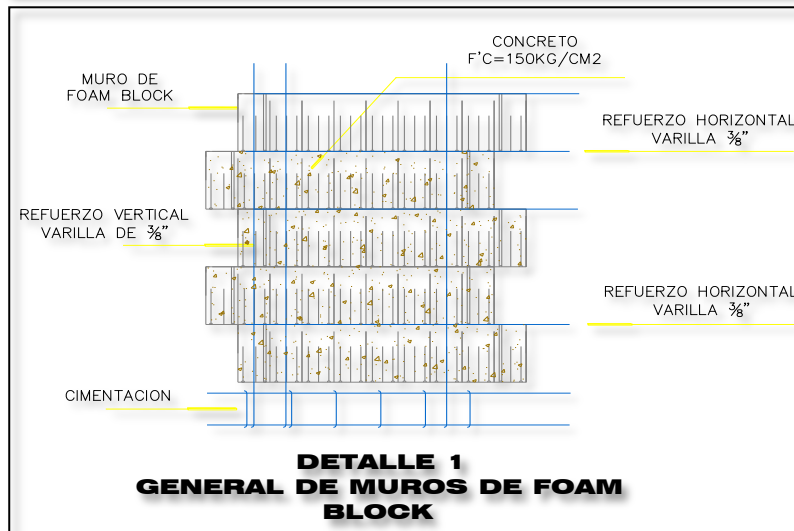 CONCRETO
F'C=150KG/CM2
MURO DE
FOAM BLOCK
REFUERZO HORIZONTAL
VARILLA ⅜"
REFUERZO VERTICAL
VARILLA DE ⅜"
REFUERZO HORIZONTAL
VARILLA ⅜"
CIMENTACION
DETALLE 1
GENERAL DE MUROS DE FOAM
BLOCK